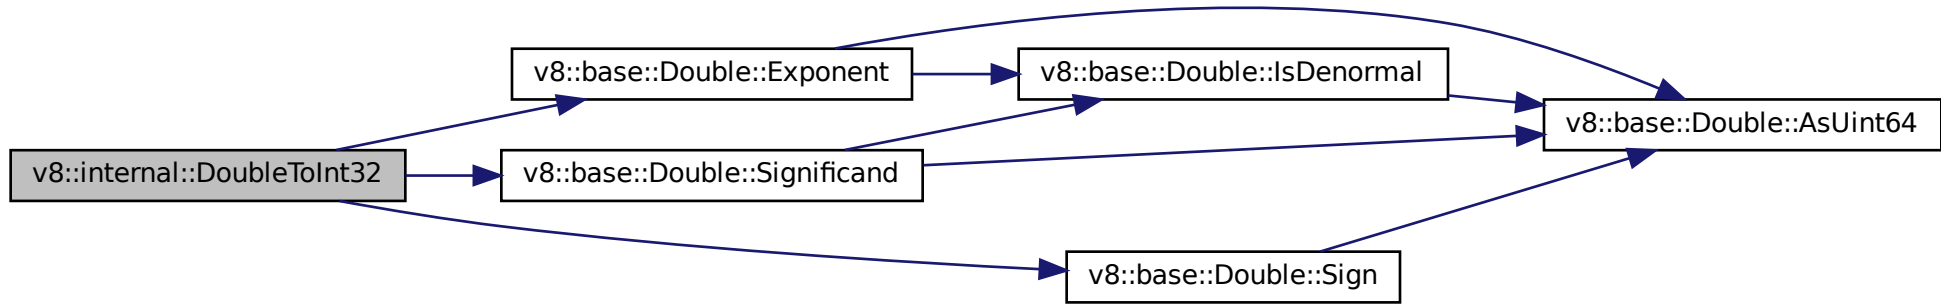 v8::base::Double::Exponent
v8::base::Double::IsDenormal
v8::base::Double::AsUint64
v8::internal::DoubleToInt32
v8::base::Double::Significand
v8::base::Double::Sign